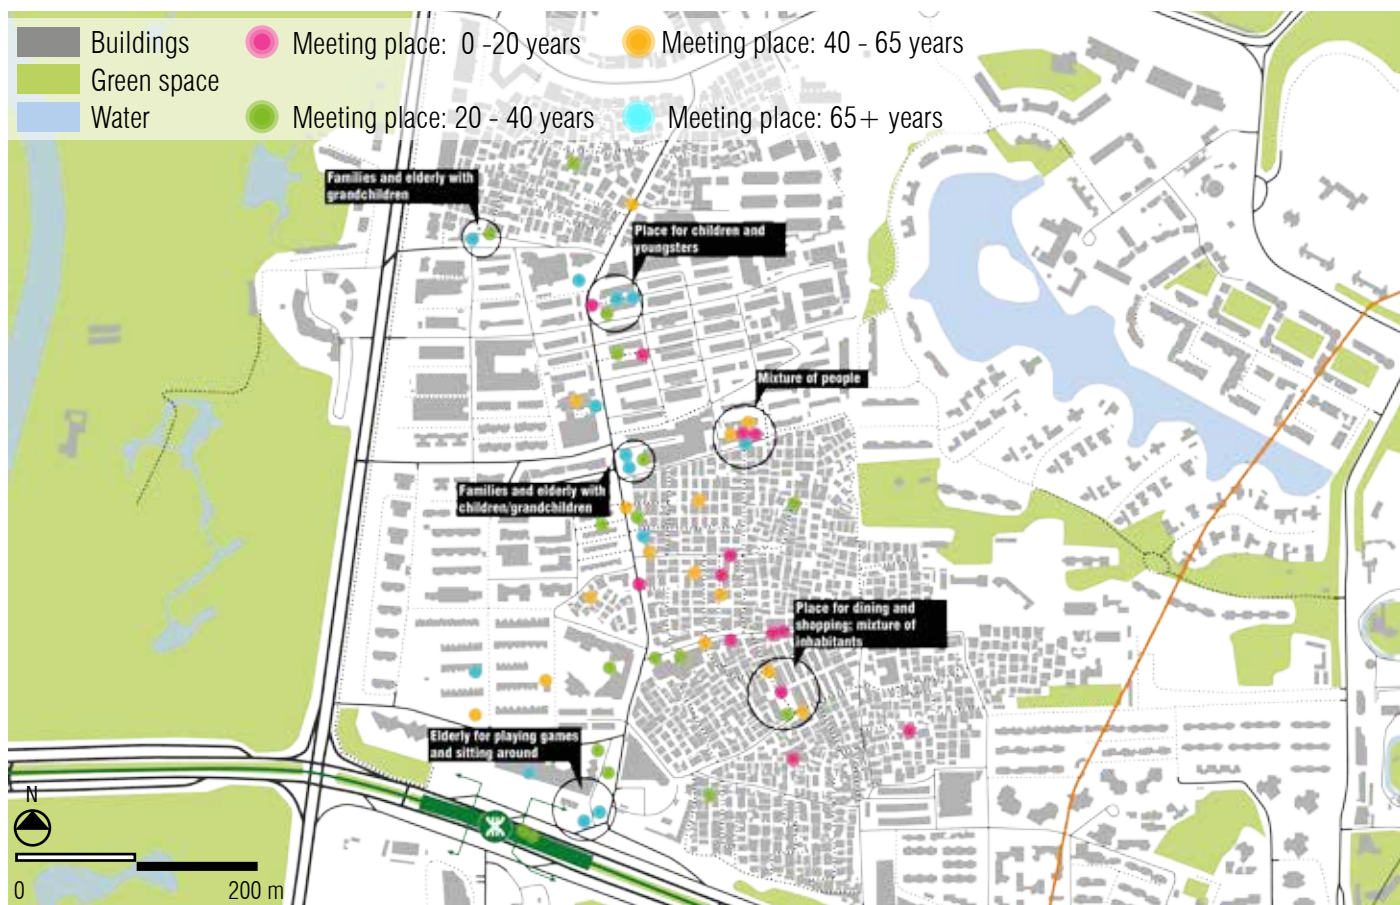 Buildings
Green space
Water
Meeting place: 0 -20 years
Meeting place: 20 - 40 years
Meeting place: 40 - 65 years
Meeting place: 65+ years
Families and elderly with
grandchildren
Place for children and
youngsters
Mixture of people
Families and elderly with
children/grandchildren
Place for dining and
shopping; mixture of
inhabitants
Elderly for playing games
and sitting around
N
0
200 m